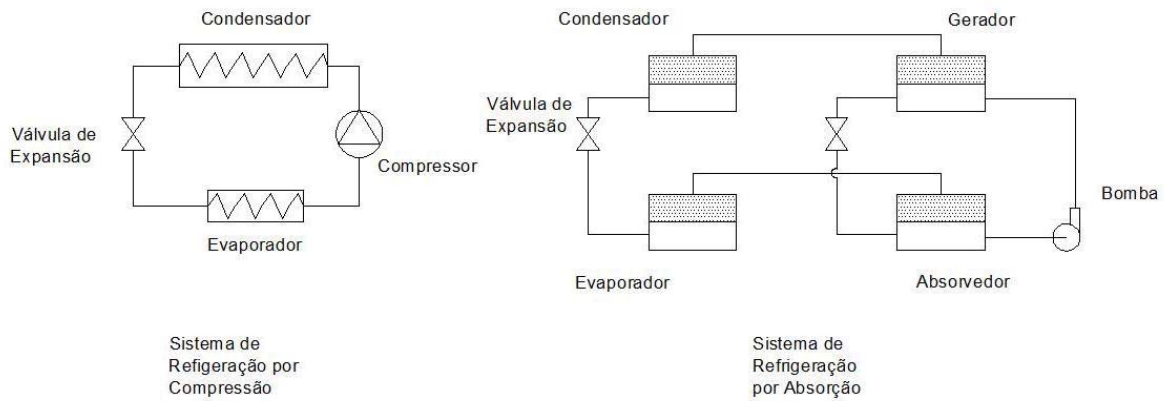 Condensador
Válvula de
Expansão
Compressor
Evaporador
Sistema de
Refigeração por
Compressão
Condensador
Gerador
Válvula de
Expansão
Bomba
Evaporador
Absorvedor
Sistema de
Refrigeração
por Absorção